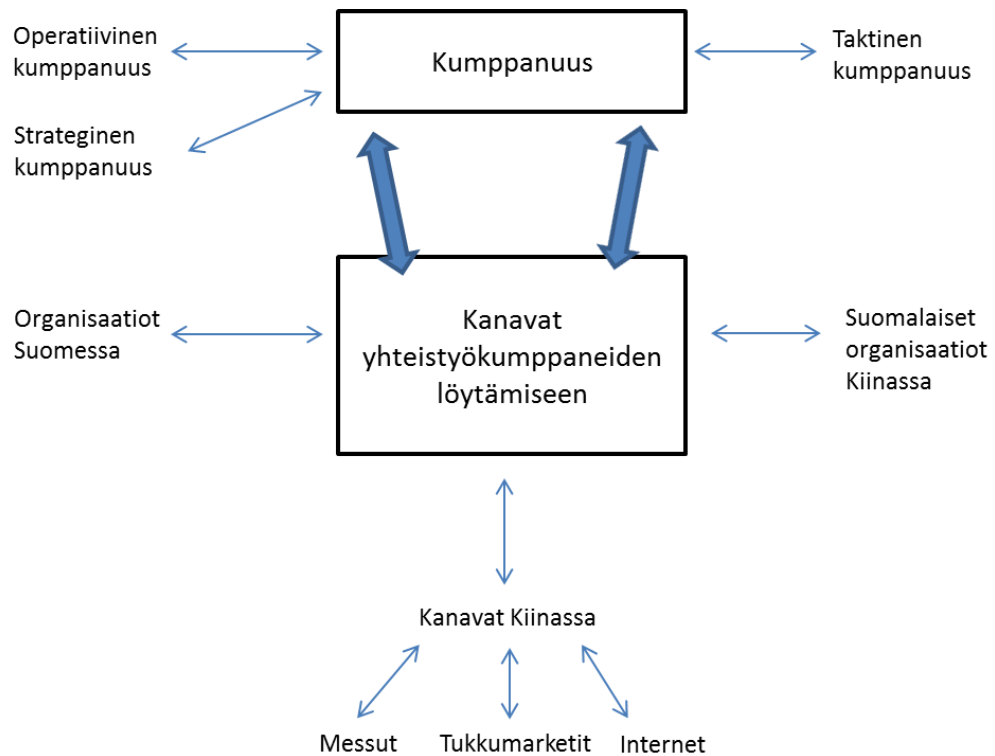 Operatiivinen
kumppanuus
Kumppanuus
Taktinen
kumppanuus
Strateginen
kumppanuus
Organisaatiot
Suomessa
Kanavat
yhteistyökumppaneiden
löytämiseen
Suomalaiset
organisaatiot
Kiinassa
Kanavat Kiinassa
Messut
Tukkumarketit
Internet